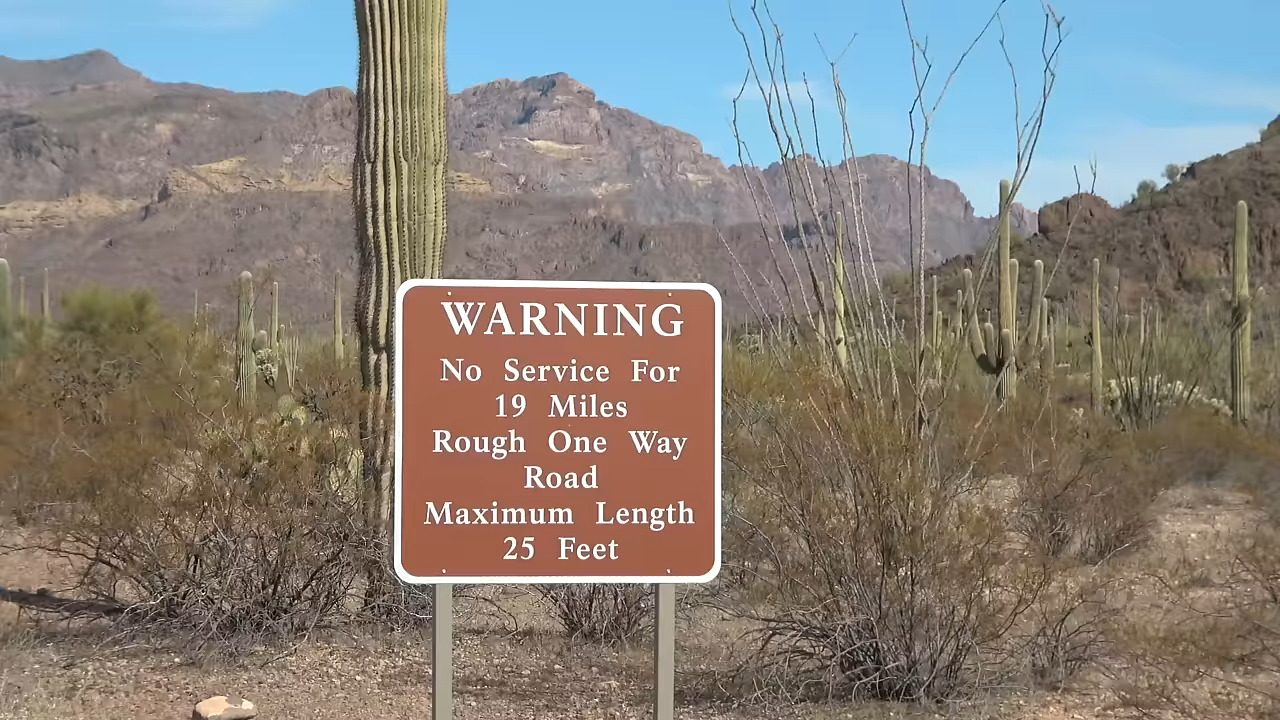 WARNING
No Service For
19 Miles
Rough One Way
Road
Maximum Length
25 Feet